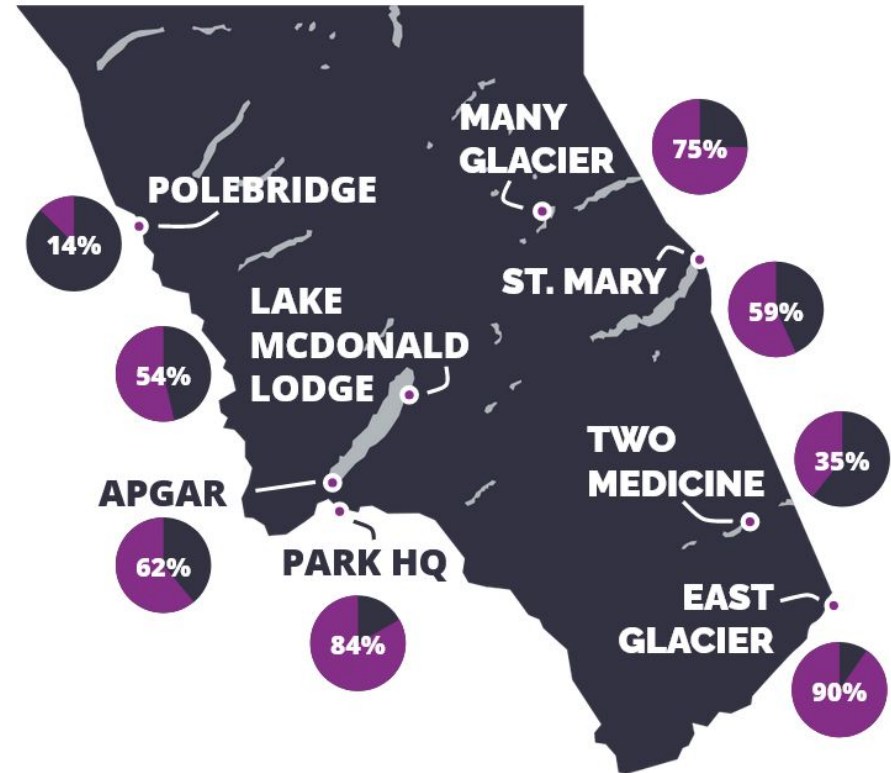 MANY
GLACIER
75%
POLEBRIDGE
14%
ST. MARY
59%
LAKE
MCDONALD
LODGE
54%
TWO
MEDICINE
35%
APGAR
62%
PARK HQ
84%
EAST
GLACIER
90%